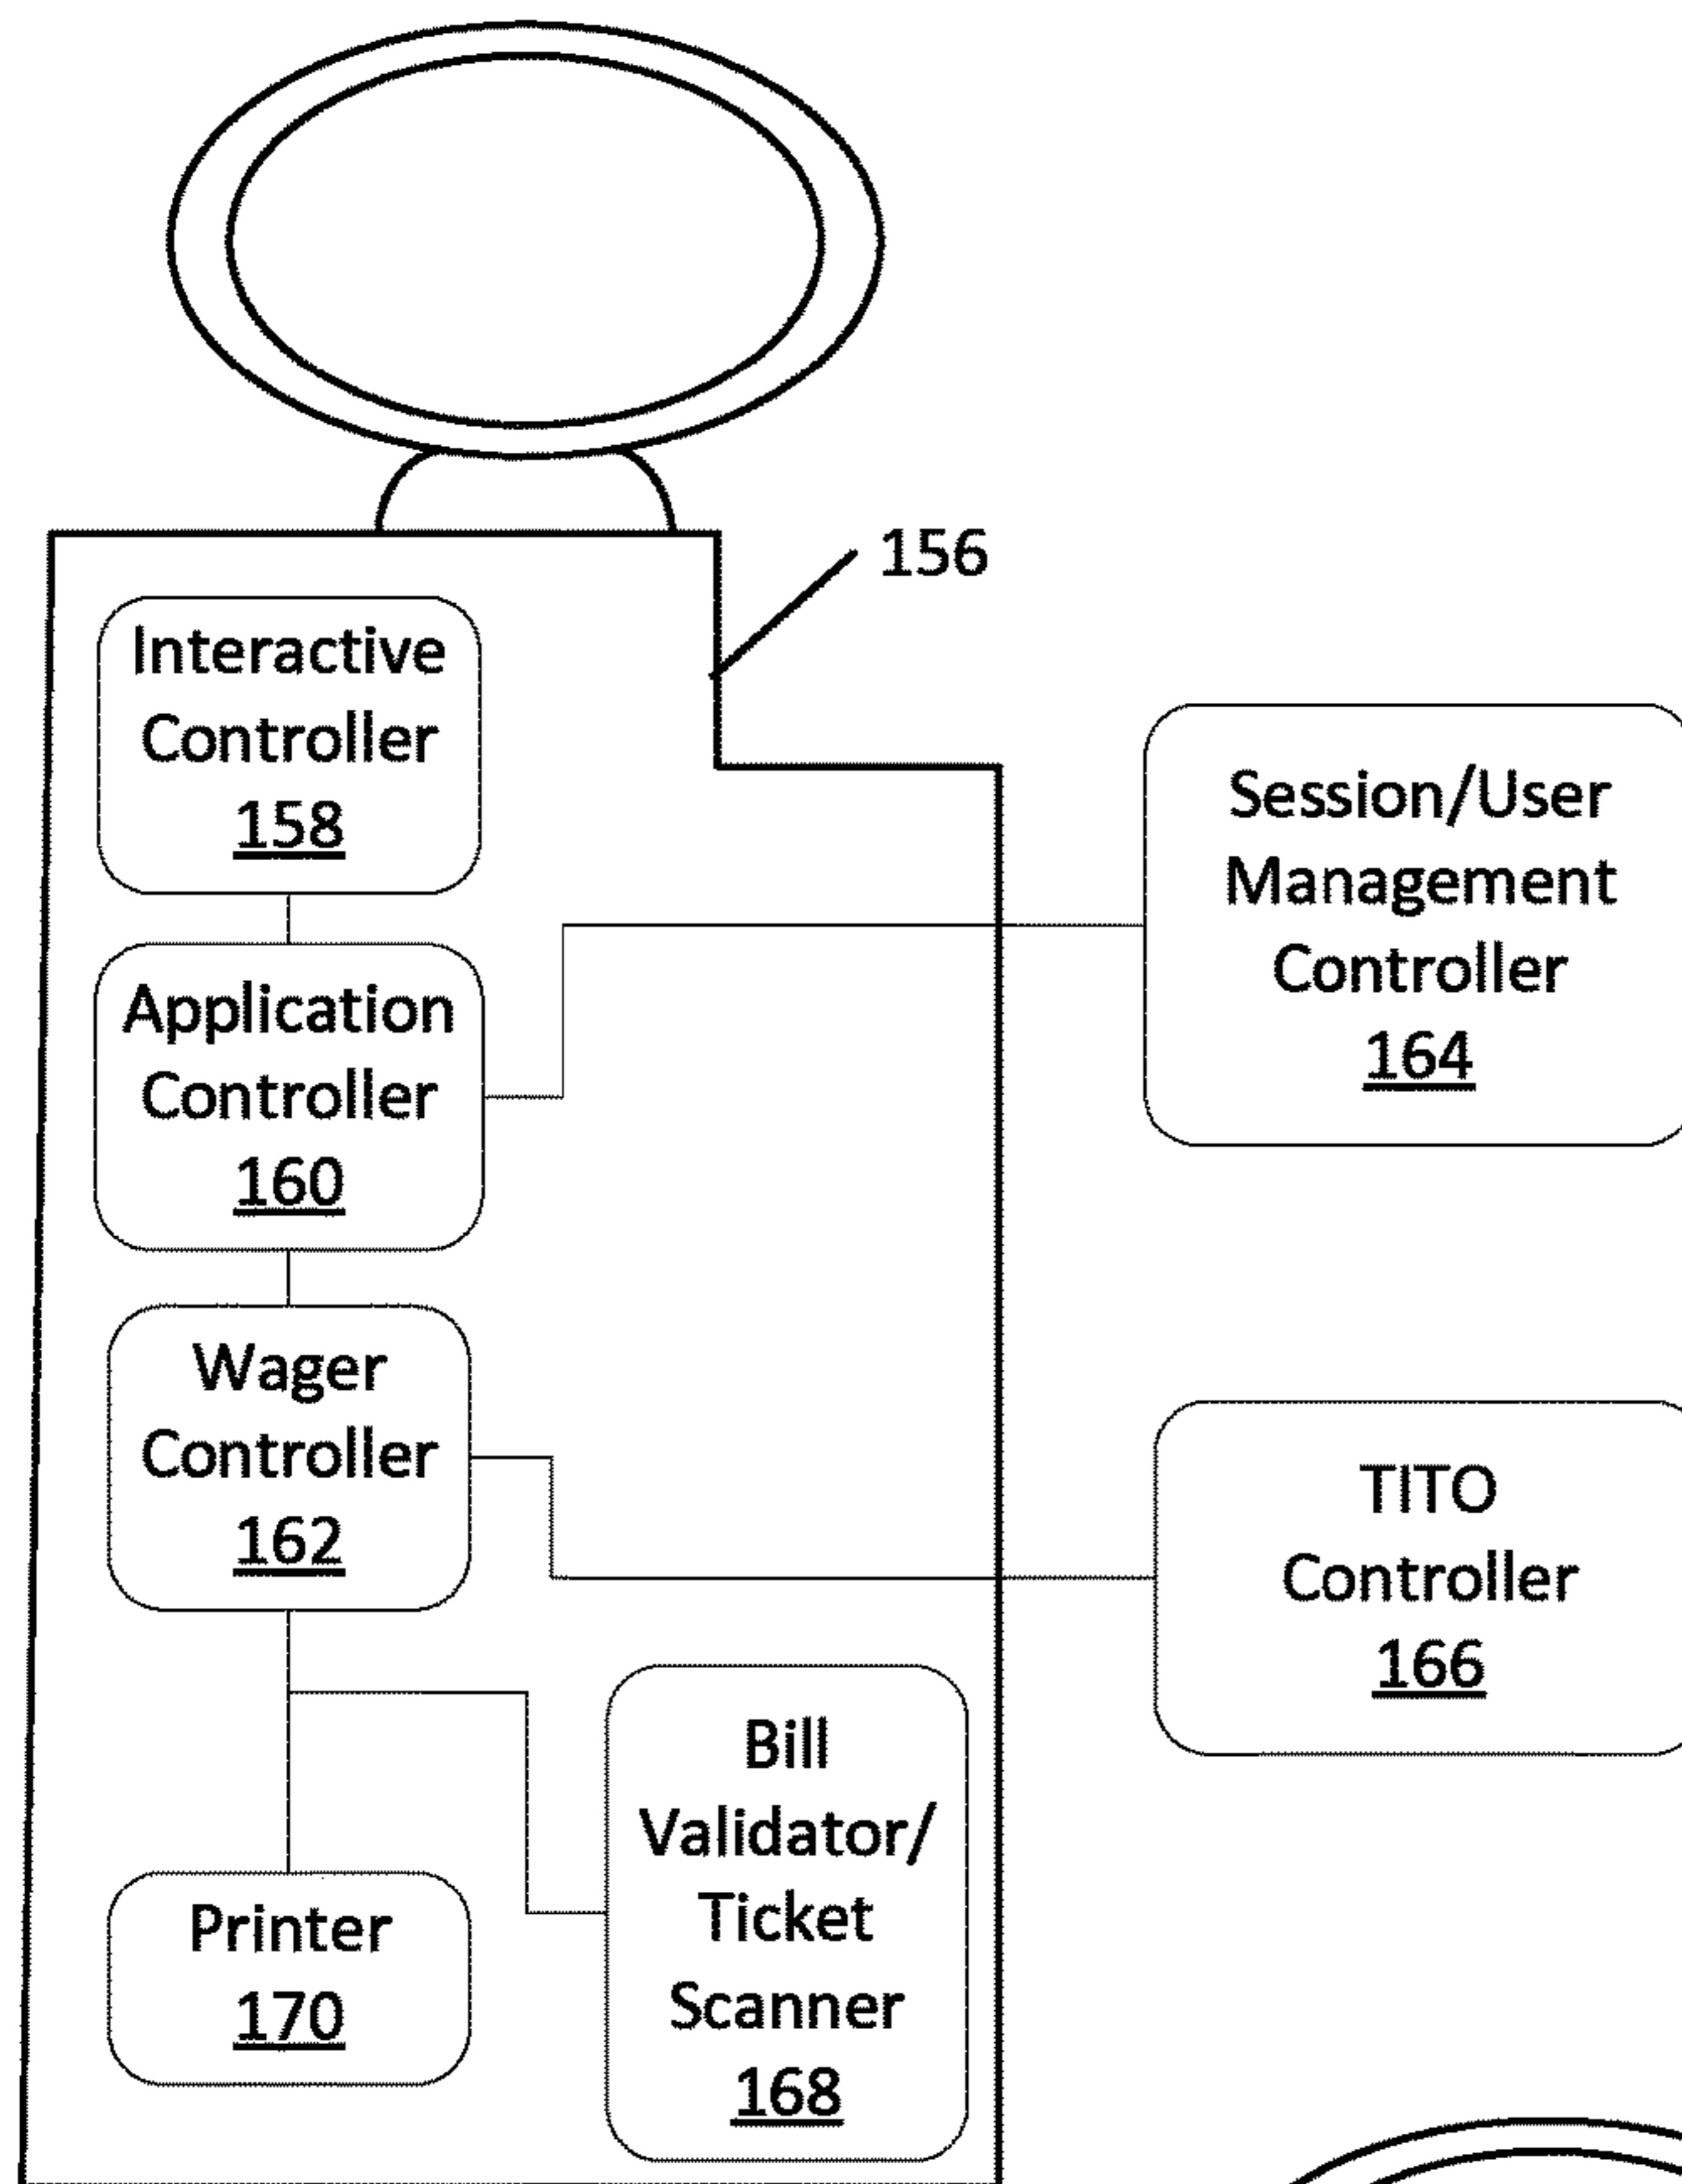 156
Interactive
Controller
158
Session/User
Management
Controller
164
Application
Controller
160
Wager
Controller
162
TITO
Controller
166
Bill
Validator/
Ticket
Scanner
168
Printer
170